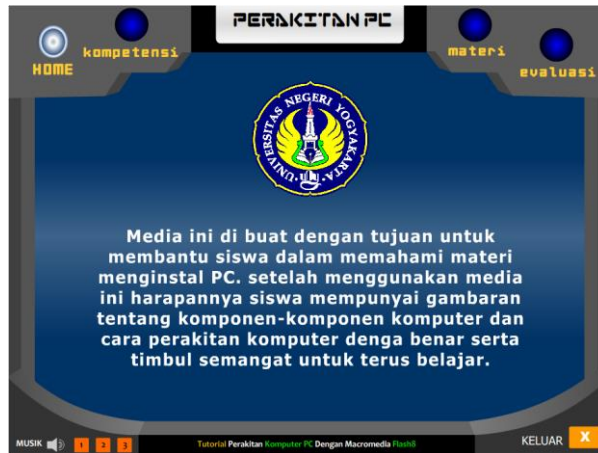 PERAKITAN PC
HOME
kompetensi
materi
evaluasi
UNIVERSITAS NEGERI YOGYAKARTA
Media ini di buat dengan tujuan untuk
membantu siswa dalam memahami materi
menginstal PC. setelah menggunakan media
ini harapannya siswa mempunyai gambaran
tentang komponen-komponen komputer dan
cara perakitan komputer denga benar serta
timbul semangat untuk terus belajar.
MUSIK 1 2 3
Tutorial Perakitan Komputer PC Dengan Macromedia Flash8
KELUAR X